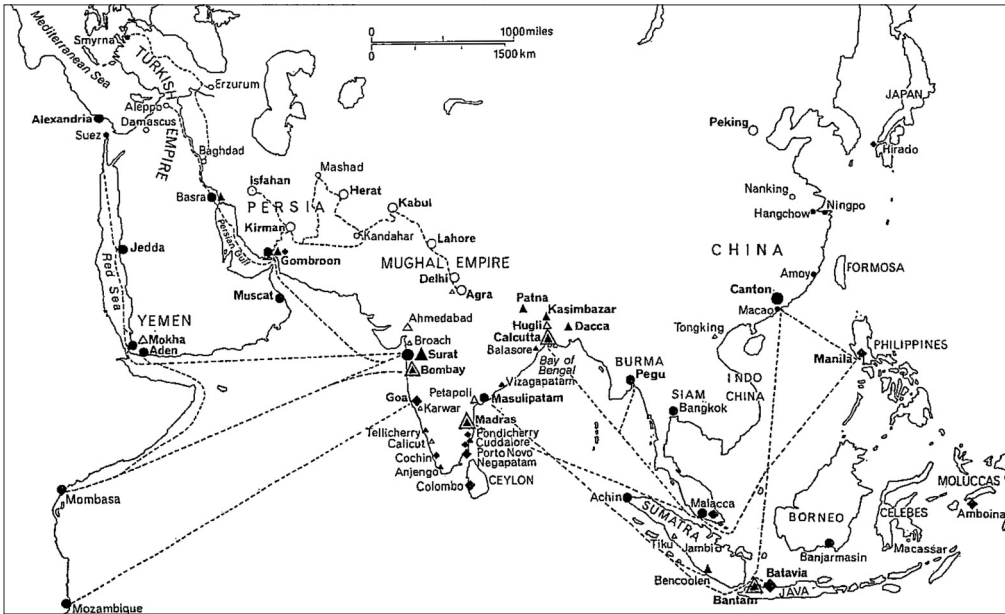 0 1000miles
0 1500 km
Mediterranean Sea
Smyrna
TURKISH EMPIRE
Erzurum
Aleppo
Damascus
Alexandria
Suez
Baghdad
Basra
Isfahan
PERSIA
Mashad
Herat
Kabul
Kirman
Kandahar
Lahore
Persian Gulf
Gombroon
MUGHAL EMPIRE
Delhi
Agra
Jedda
Red Sea
Muscat
YEMEN
Mokha
Aden
Ahmedabad
Broach
Surat
Bombay
Goa
Karwar
Tellicherry
Calicut
Cochin
Anjengo
Colombo
CEYLON
Petapoli
Masulipatam
Madras
Pondicherry
Cuddalore
Porto Novo
Negapatam
Vizagapatam
Patna
Kasimbazar
Hugli
Dacca
Calcutta
Balasore
Bay of Bengal
BURMA
Pegu
SIAM
Bangkok
INDO CHINA
Tongking
Peking
JAPAN
Hirado
Nanking
Hangchow
Ningpo
CHINA
Amoy
FORMOSA
Canton
Macao
Manila
PHILIPPINES
Mombasa
Mozambique
Achin
Malacca
SUMATRA
Tiku
Jambi
Bencoolen
Bantam
Batavia
JAVA
BORNEO
Banjarmasin
CELEBES
Macassar
MOLUCCAS
Amboina